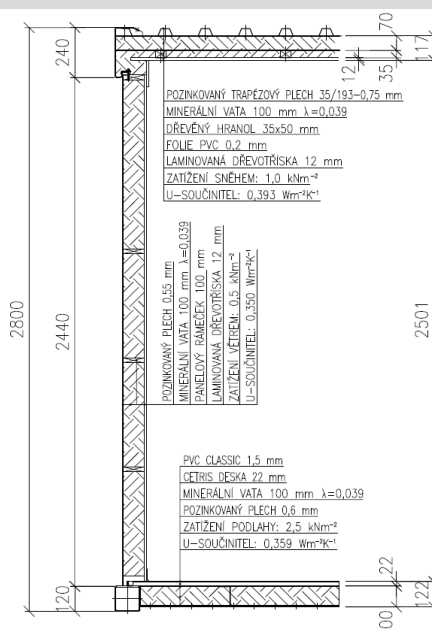 70
240
117
35
12
POZINKOVANÝ TRAPÉZOVÝ PLECH 35/193-0,75 mm
MINERÁLNÍ VATA 100 mm λ=0,039
DŘEVĚNÝ HRANOL 35x50 mm
FOLIE PVC 0,2 mm
LAMINOVANÁ DŘEVOTŘÍSKA 12 mm
ZATÍŽENÍ SNĚHEM: 1,0 kNm⁻²
U-SOUČINITEL: 0,393 Wm⁻²K⁻¹
2800
2440
POZINKOVANÝ PLECH 0,55 mm
MINERÁLNÍ VATA 100 mm λ=0,039
PANELOVÝ RÁMEČEK 100 mm
LAMINOVANÁ DŘEVOTŘÍSKA 12 mm
ZATÍŽENÍ VĚTREM: 0,5 kNm⁻²
U-SOUČINITEL: 0,350 Wm⁻²K⁻¹
2501
PVC CLASSIC 1,5 mm
CETRIS DESKA 22 mm
MINERÁLNÍ VATA 100 mm λ=0,039
POZINKOVANÝ PLECH 0,6 mm
ZATÍŽENÍ PODLAHY: 2,5 kNm⁻²
U-SOUČINITEL: 0,359 Wm⁻²K⁻¹
120
22
122
00